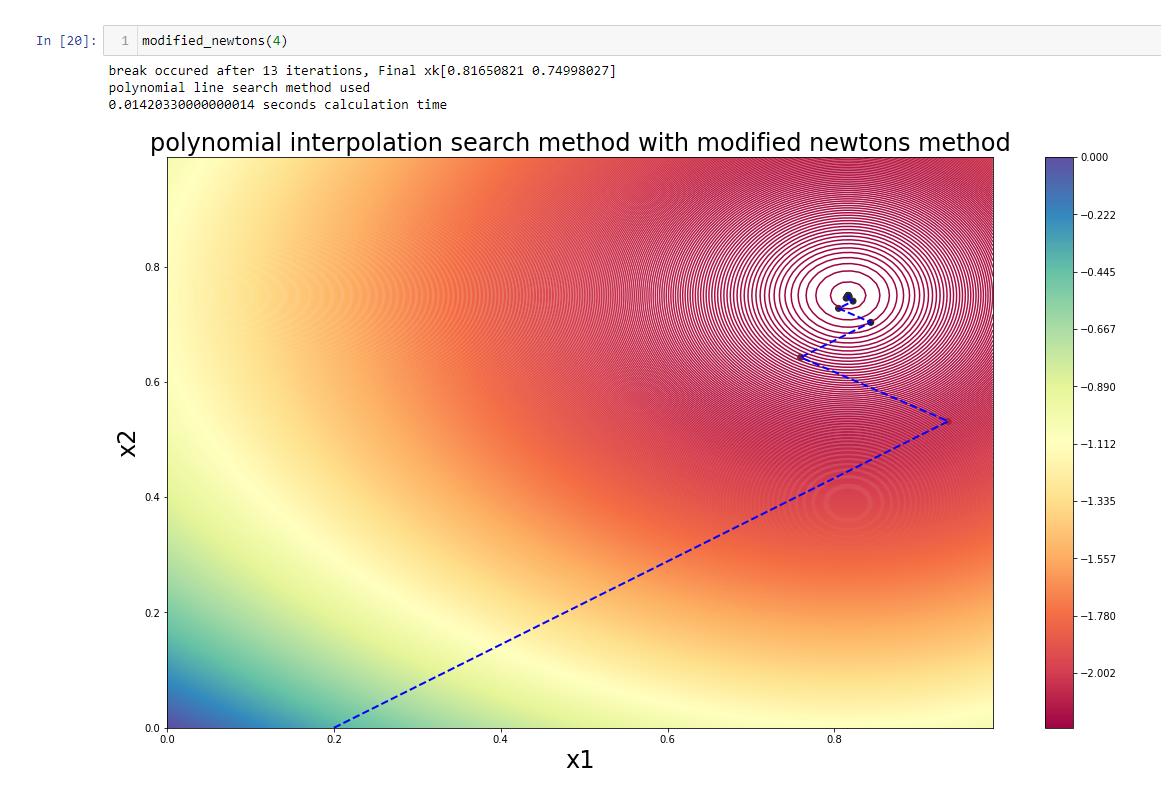 In [20]: 1 modified_newtons(4)
break occured after 13 iterations, Final xk[0.81650821 0.74998027]
polynomial line search method used
0.01420330000000014 seconds calculation time
polynomial interpolation search method with modified newtons method
0.000
−0.222
−0.445
−0.667
−0.890
−1.112
−1.335
−1.557
−1.780
−2.002
0.8
0.6
0.4
0.2
0.0
x2
0.0 0.2 0.4 0.6 0.8
x1